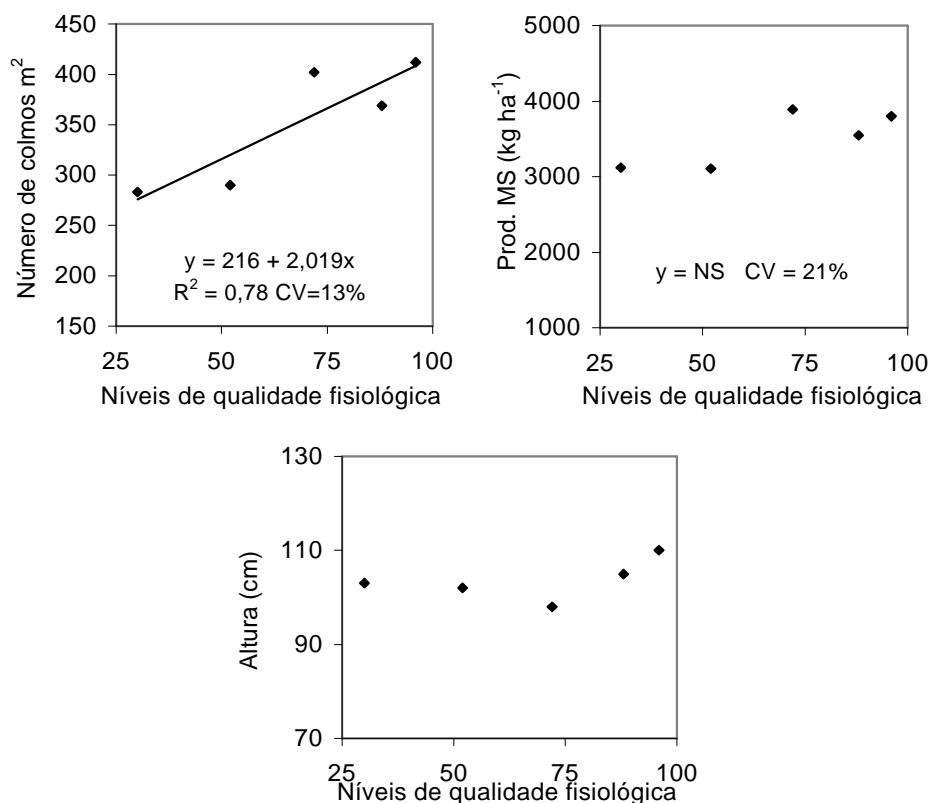 Número de colmos m²
450
400
350
300
250
200
150
y = 216 + 2,019x
R² = 0,78 CV=13%
25 50 75 100
Níveis de qualidade fisiológica
Prod. MS (kg ha⁻¹)
5000
4000
3000
2000
1000
y = NS CV = 21%
25 50 75 100
Níveis de qualidade fisiológica
Altura (cm)
130
110
90
70
25 50 75 100
Níveis de qualidade fisiológica